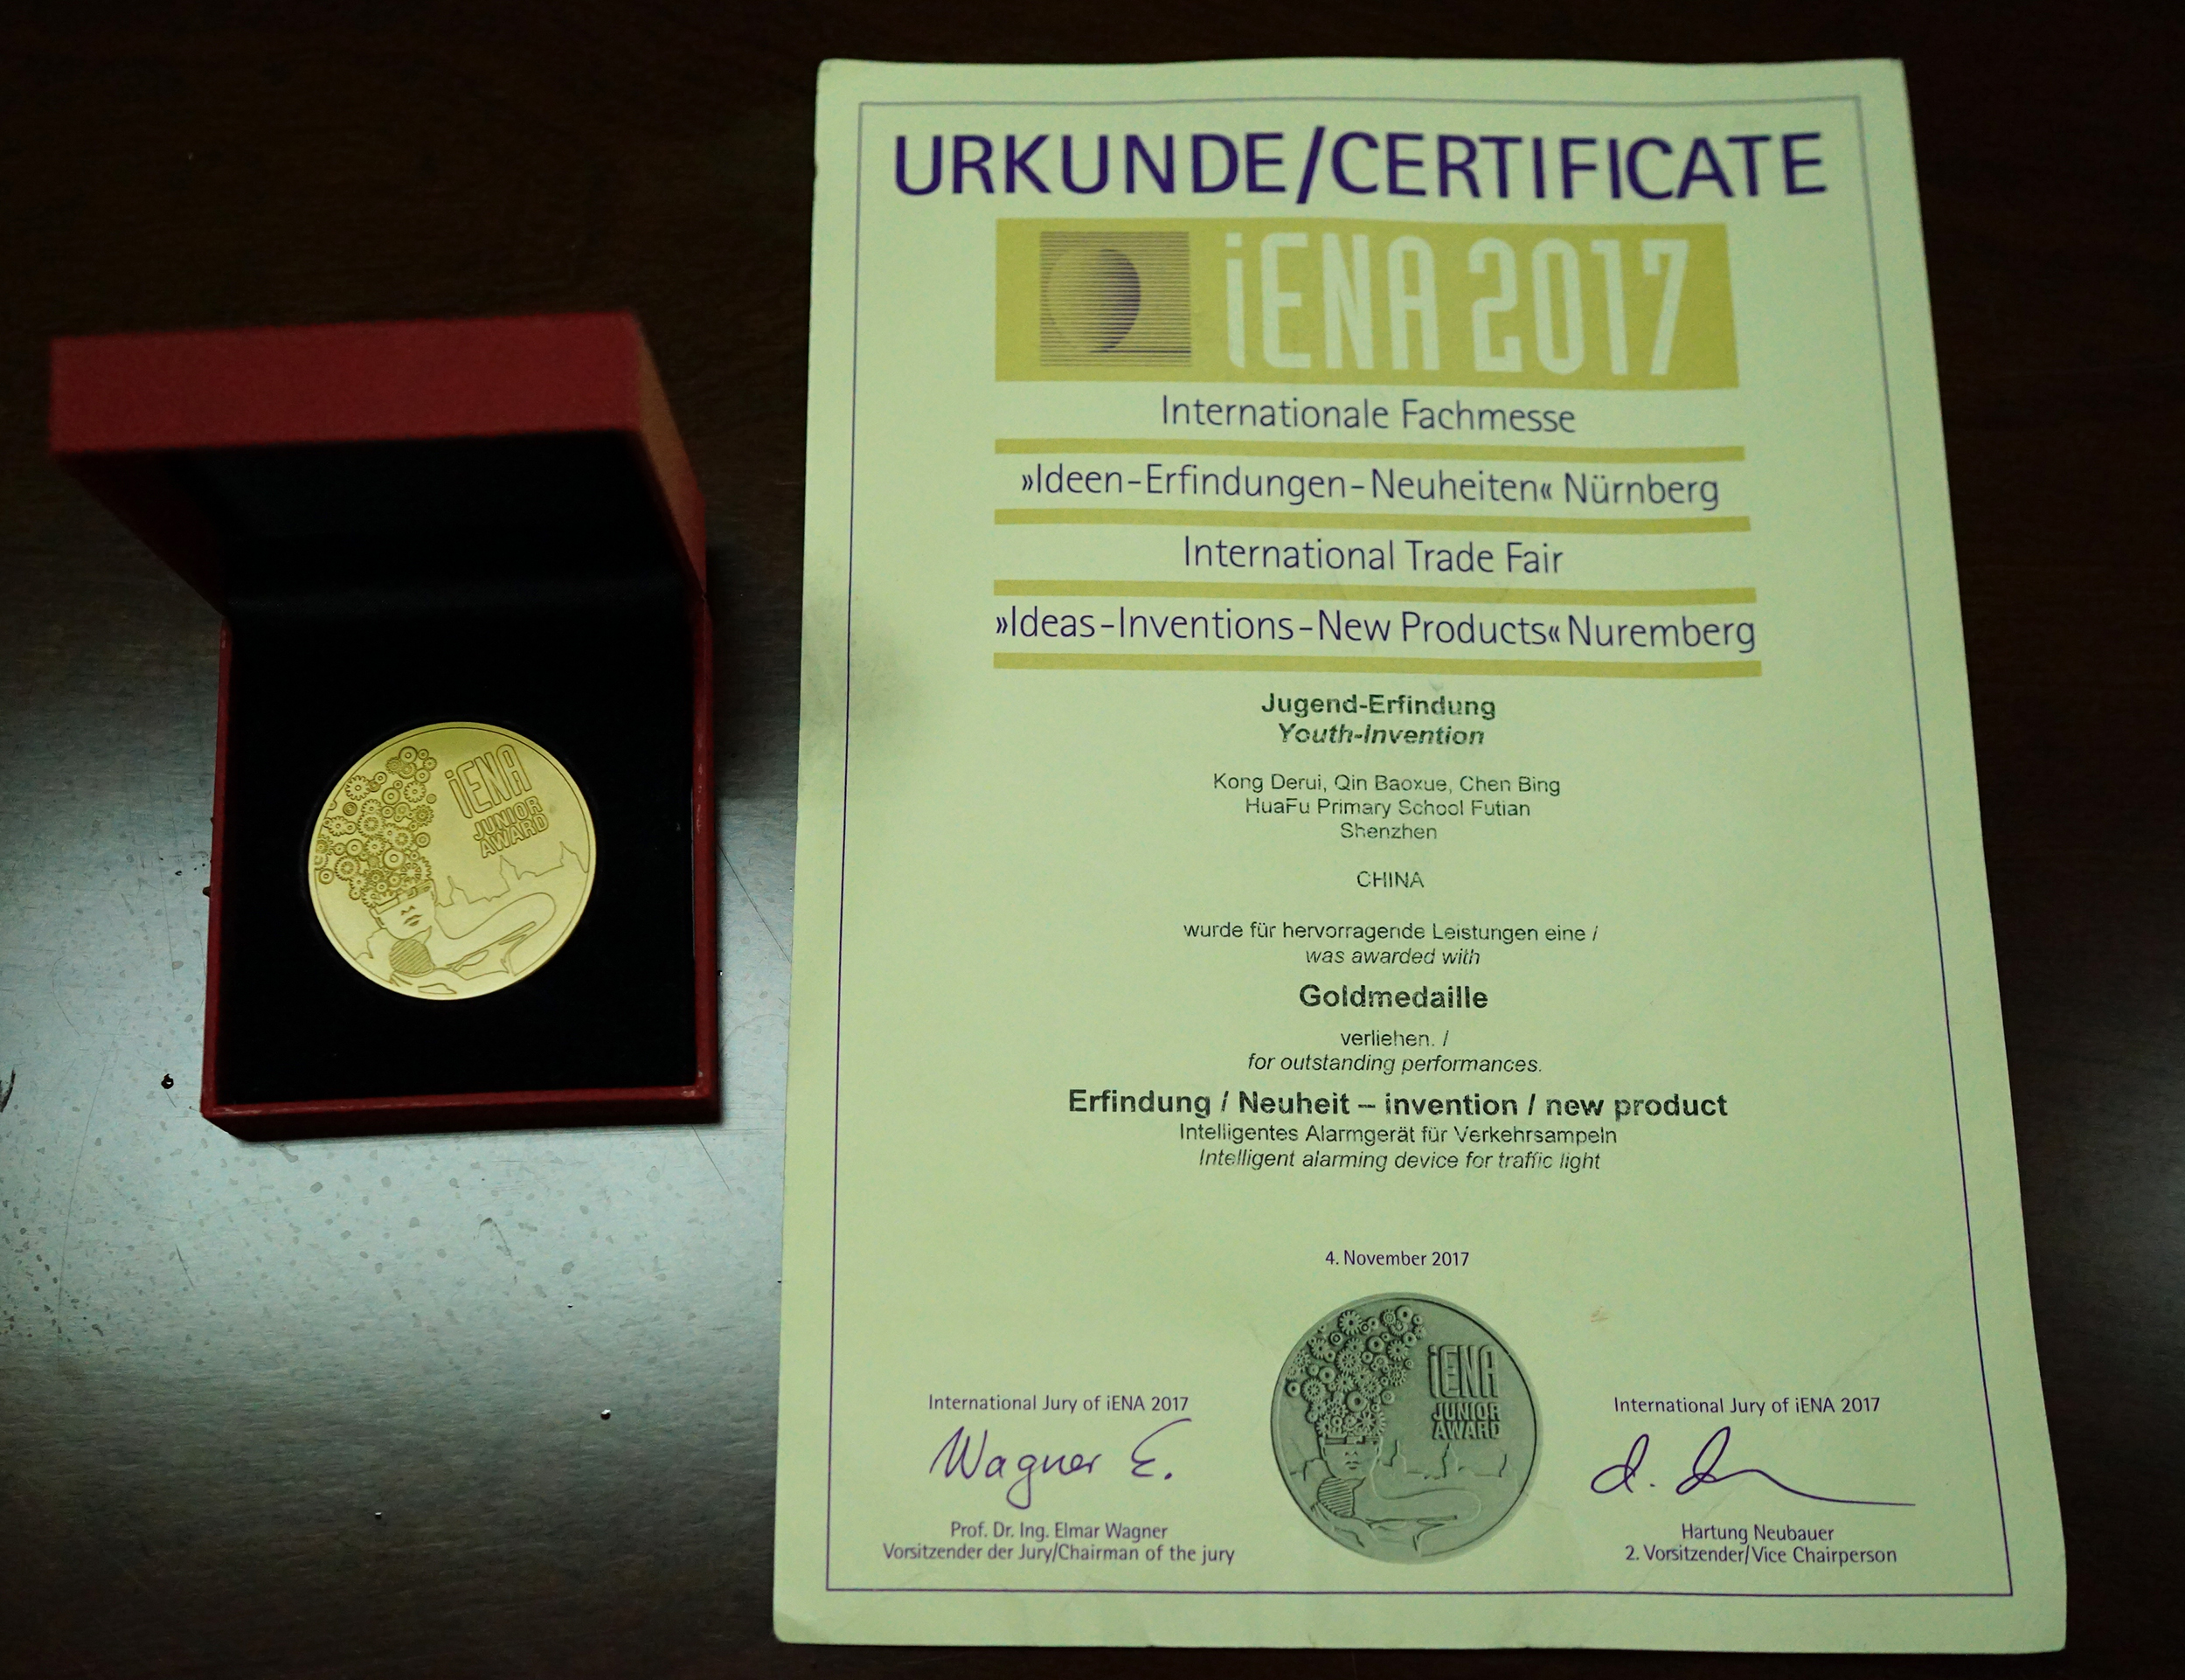 iENA
JUNIOR
AWARD
URKUNDE/CERTIFICATE
iENA 2017
Internationale Fachmesse
»Ideen-Erfindungen-Neuheiten« Nürnberg
International Trade Fair
»Ideas-Inventions-New Products« Nuremberg
Jugend-Erfindung
Youth-Invention
Kong Derui, Qin Baoxue, Chen Bing
HuaFu Primary School Futian
Shenzhen
CHINA
wurde für hervorragende Leistungen eine /
was awarded with
Goldmedaille
verliehen. /
for outstanding performances.
Erfindung / Neuheit – invention / new product
Intelligentes Alarmgerät für Verkehrsampeln
Intelligent alarming device for traffic light
4. November 2017
International Jury of iENA 2017
Wagner E.
Prof. Dr. Ing. Elmar Wagner
Vorsitzender der Jury/Chairman of the jury
iENA
JUNIOR
AWARD
International Jury of iENA 2017
Hartung Neubauer
2. Vorsitzender/Vice Chairperson